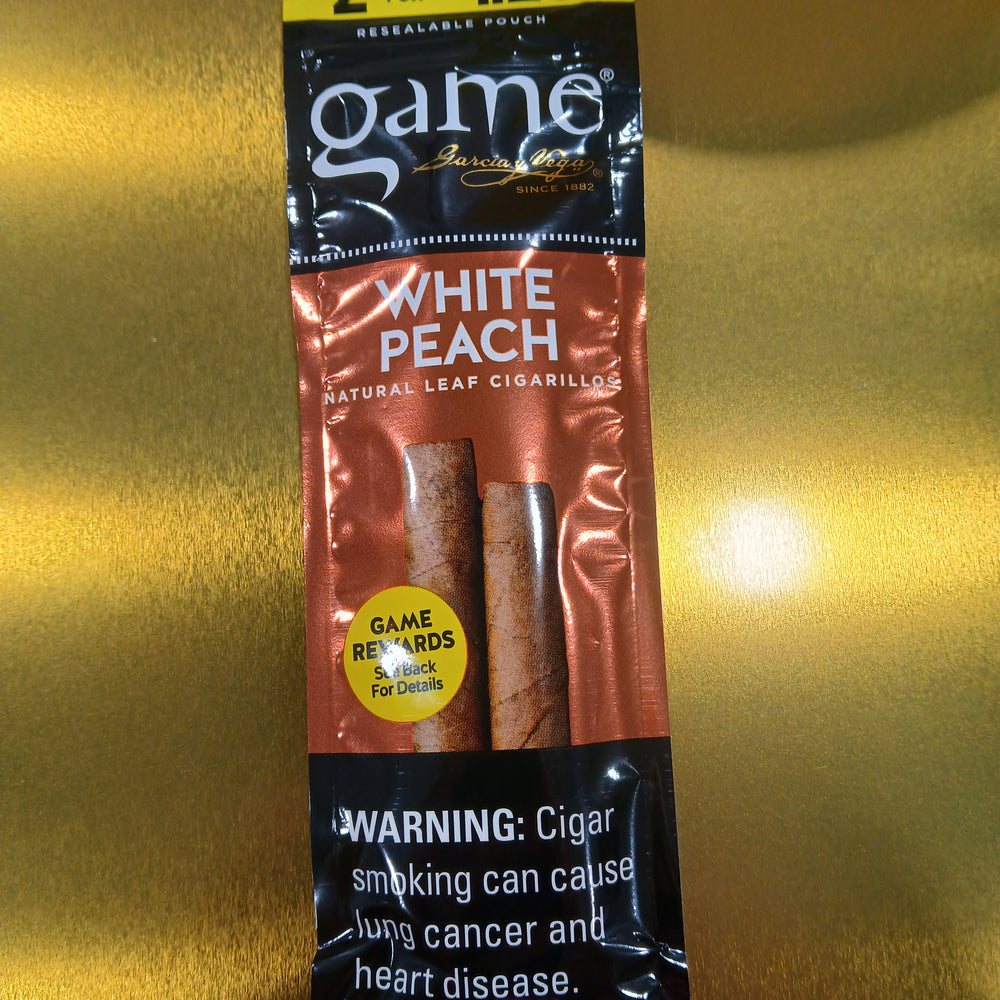 RESEALABLE POUCH
game®
Garcia y Vega®
SINCE 1882
WHITE
PEACH
NATURAL LEAF CIGARILLOS
GAME
REWARDS
See Back
For Details
WARNING: Cigar
smoking can cause
lung cancer and
heart disease.